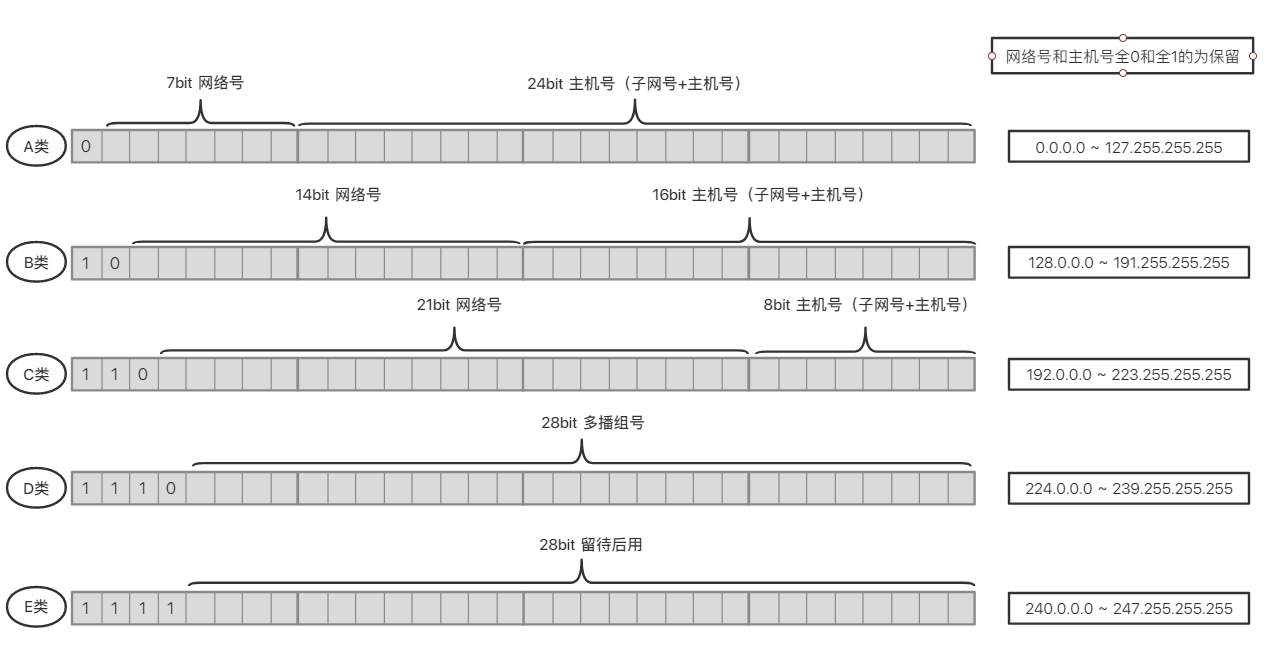 网络号和主机号全0和全1的为保留
7bit 网络号
24bit 主机号（子网号+主机号）
A类
0
0.0.0.0 ~ 127.255.255.255
14bit 网络号
16bit 主机号（子网号+主机号）
B类
1 0
128.0.0.0 ~ 191.255.255.255
21bit 网络号
8bit 主机号（子网号+主机号）
C类
1 1 0
192.0.0.0 ~ 223.255.255.255
28bit 多播组号
D类
1 1 1 0
224.0.0.0 ~ 239.255.255.255
28bit 留待后用
E类
1 1 1 1
240.0.0.0 ~ 247.255.255.255